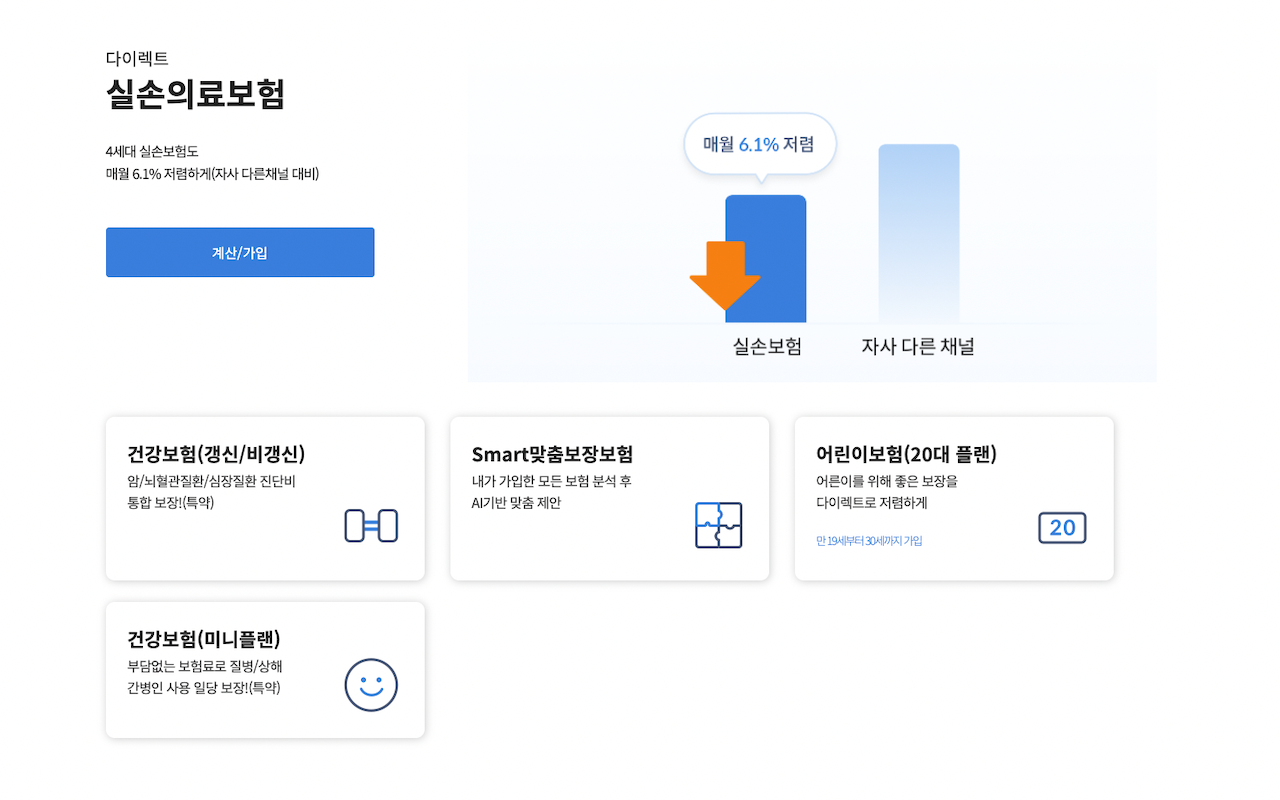 다이렉트
실손의료보험
4세대 실손보험도
매월 6.1% 저렴하게(자사 다른채널 대비)
계산/가입
매월 6.1% 저렴
실손보험
자사 다른 채널
건강보험(갱신/비갱신)
암/뇌혈관질환/심장질환 진단비
통합 보장!(특약)
Smart맞춤보장보험
내가 가입한 모든 보험 분석 후
AI기반 맞춤 제안
어린이보험(20대 플랜)
어른이를 위해 좋은 보장을
다이렉트로 저렴하게
만 19세부터 30세까지 가입
20
건강보험(미니플랜)
부담없는 보험료로 질병/상해
간병인 사용 일당 보장!(특약)